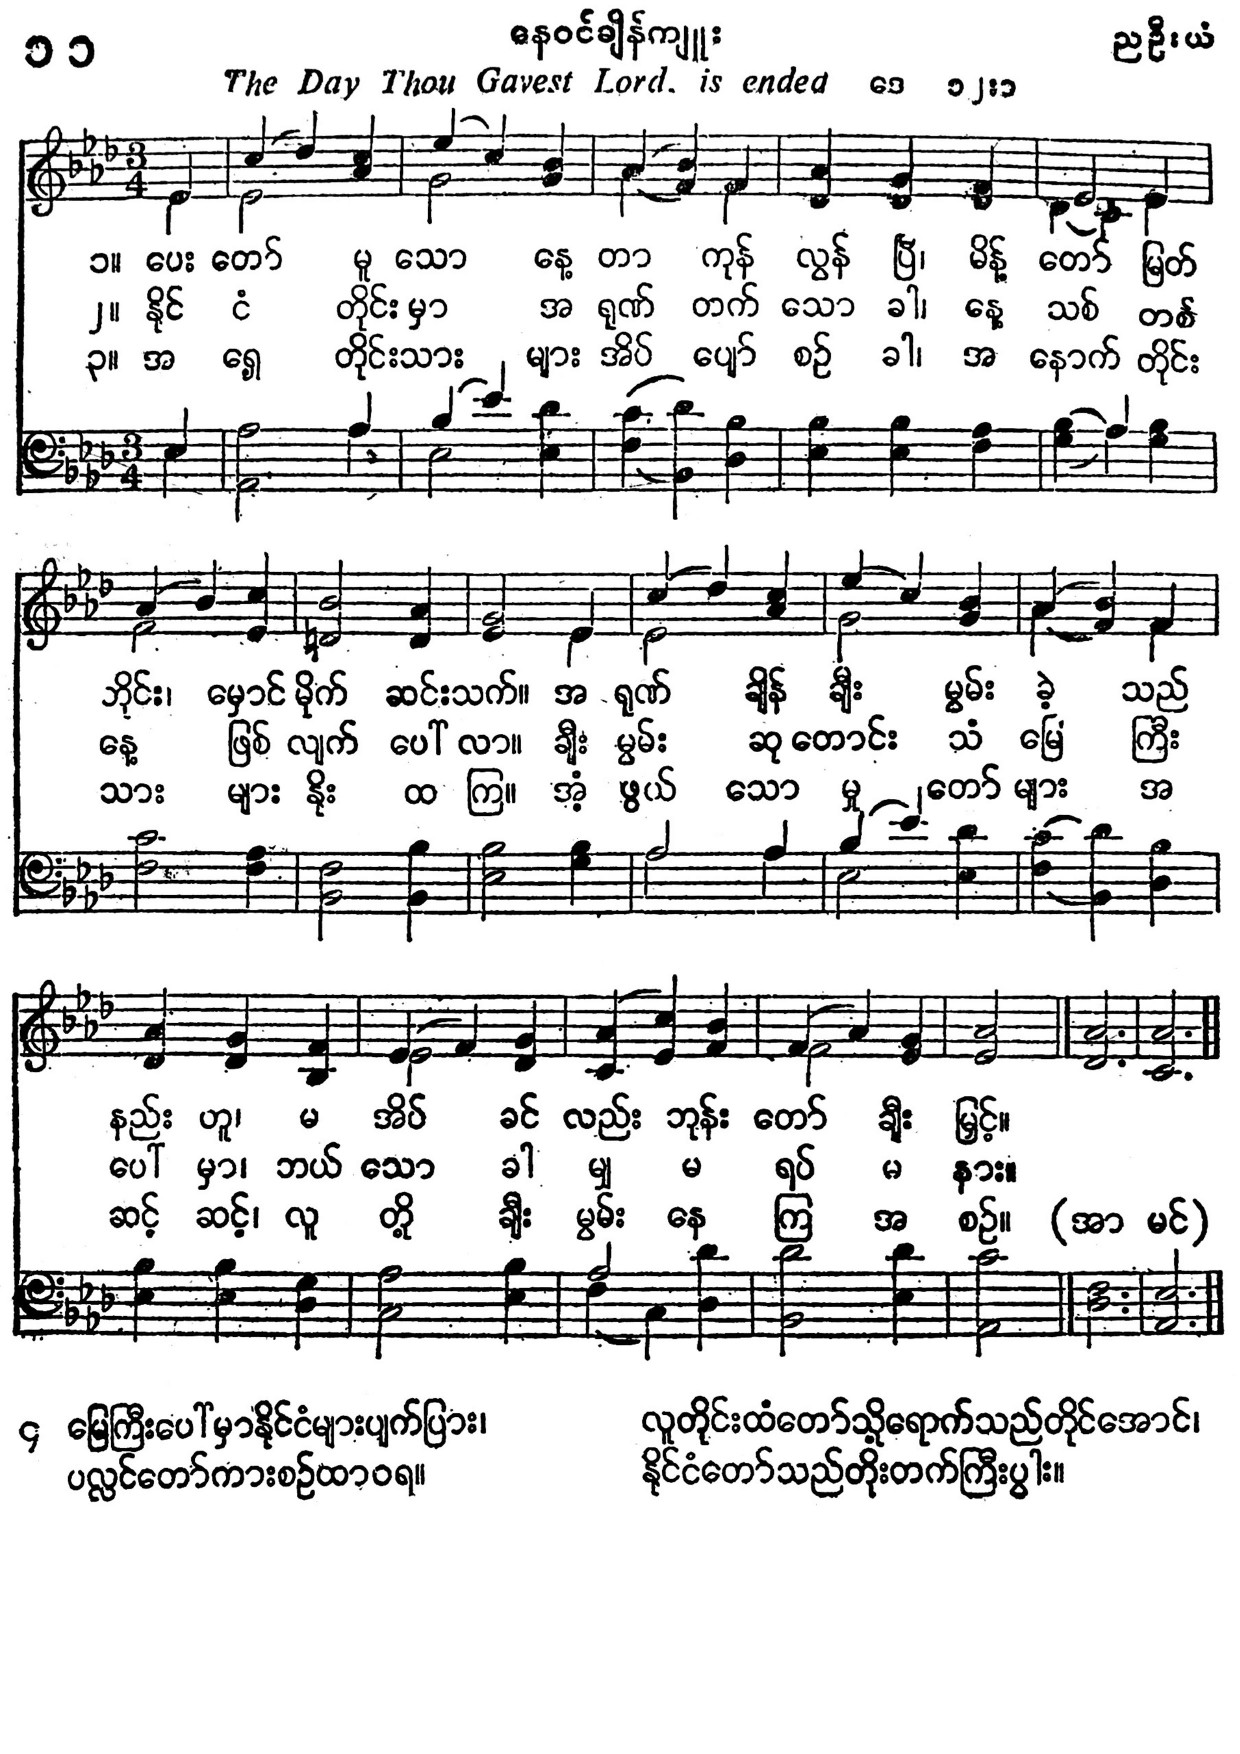 ၁၁ နေဝင်ချိန်ကျူး ညဦးယံ
The Day Thou Gavest Lord. is ended ဒေ ၁၂း၁
၁။ ပေး တော် မူ သော နေ့ တာ ကုန် လွန် ပြီ၊ မိန့် တော် မြတ်
၂။ နိုင် ငံ တိုင်း မှာ အ ရုဏ် တက် သော ခါ၊ နေ့ သစ် တစ်
၃။ အ ရှေ့ တိုင်းသား များ အိပ် ပျော် စဉ် ခါ၊ အ နောက် တိုင်း
ဘိုင်း၊ မှောင် မိုက် ဆင်းသက်။ အ ရုဏ် ချိန် ချီး မွမ်း ခဲ့ သည်
နေ့ ဖြစ် လျက် ပေါ် လာ။ ချီး မွမ်း ဆု တောင်း သံ မြေ ကြီး
သား များ နိုး ထ ကြ။ အံ့ ဖွယ် သော မှု တော် များ အ
နည်း ဟူ၊ မ အိပ် ခင် လည်း ဘုန်း တော် ချီး မြှင့်။
ပေါ် မှာ၊ ဘယ် သော ခါ မျှ မ ရပ် မ နား။
ဆင့် ဆင့်၊ လူ တို့ ချီး မွမ်း နေ ကြ အ စဉ်။ (အာ မင်)
၄ မြေကြီးပေါ်မှာနိုင်ငံများပျက်ပြား၊ လူတိုင်းထံတော်သို့ရောက်သည်တိုင်အောင်၊
ပလ္လင်တော်ကားစဉ်ထာဝရ။ နိုင်ငံတော်သည်တိုးတက်ကြီးပွါး။